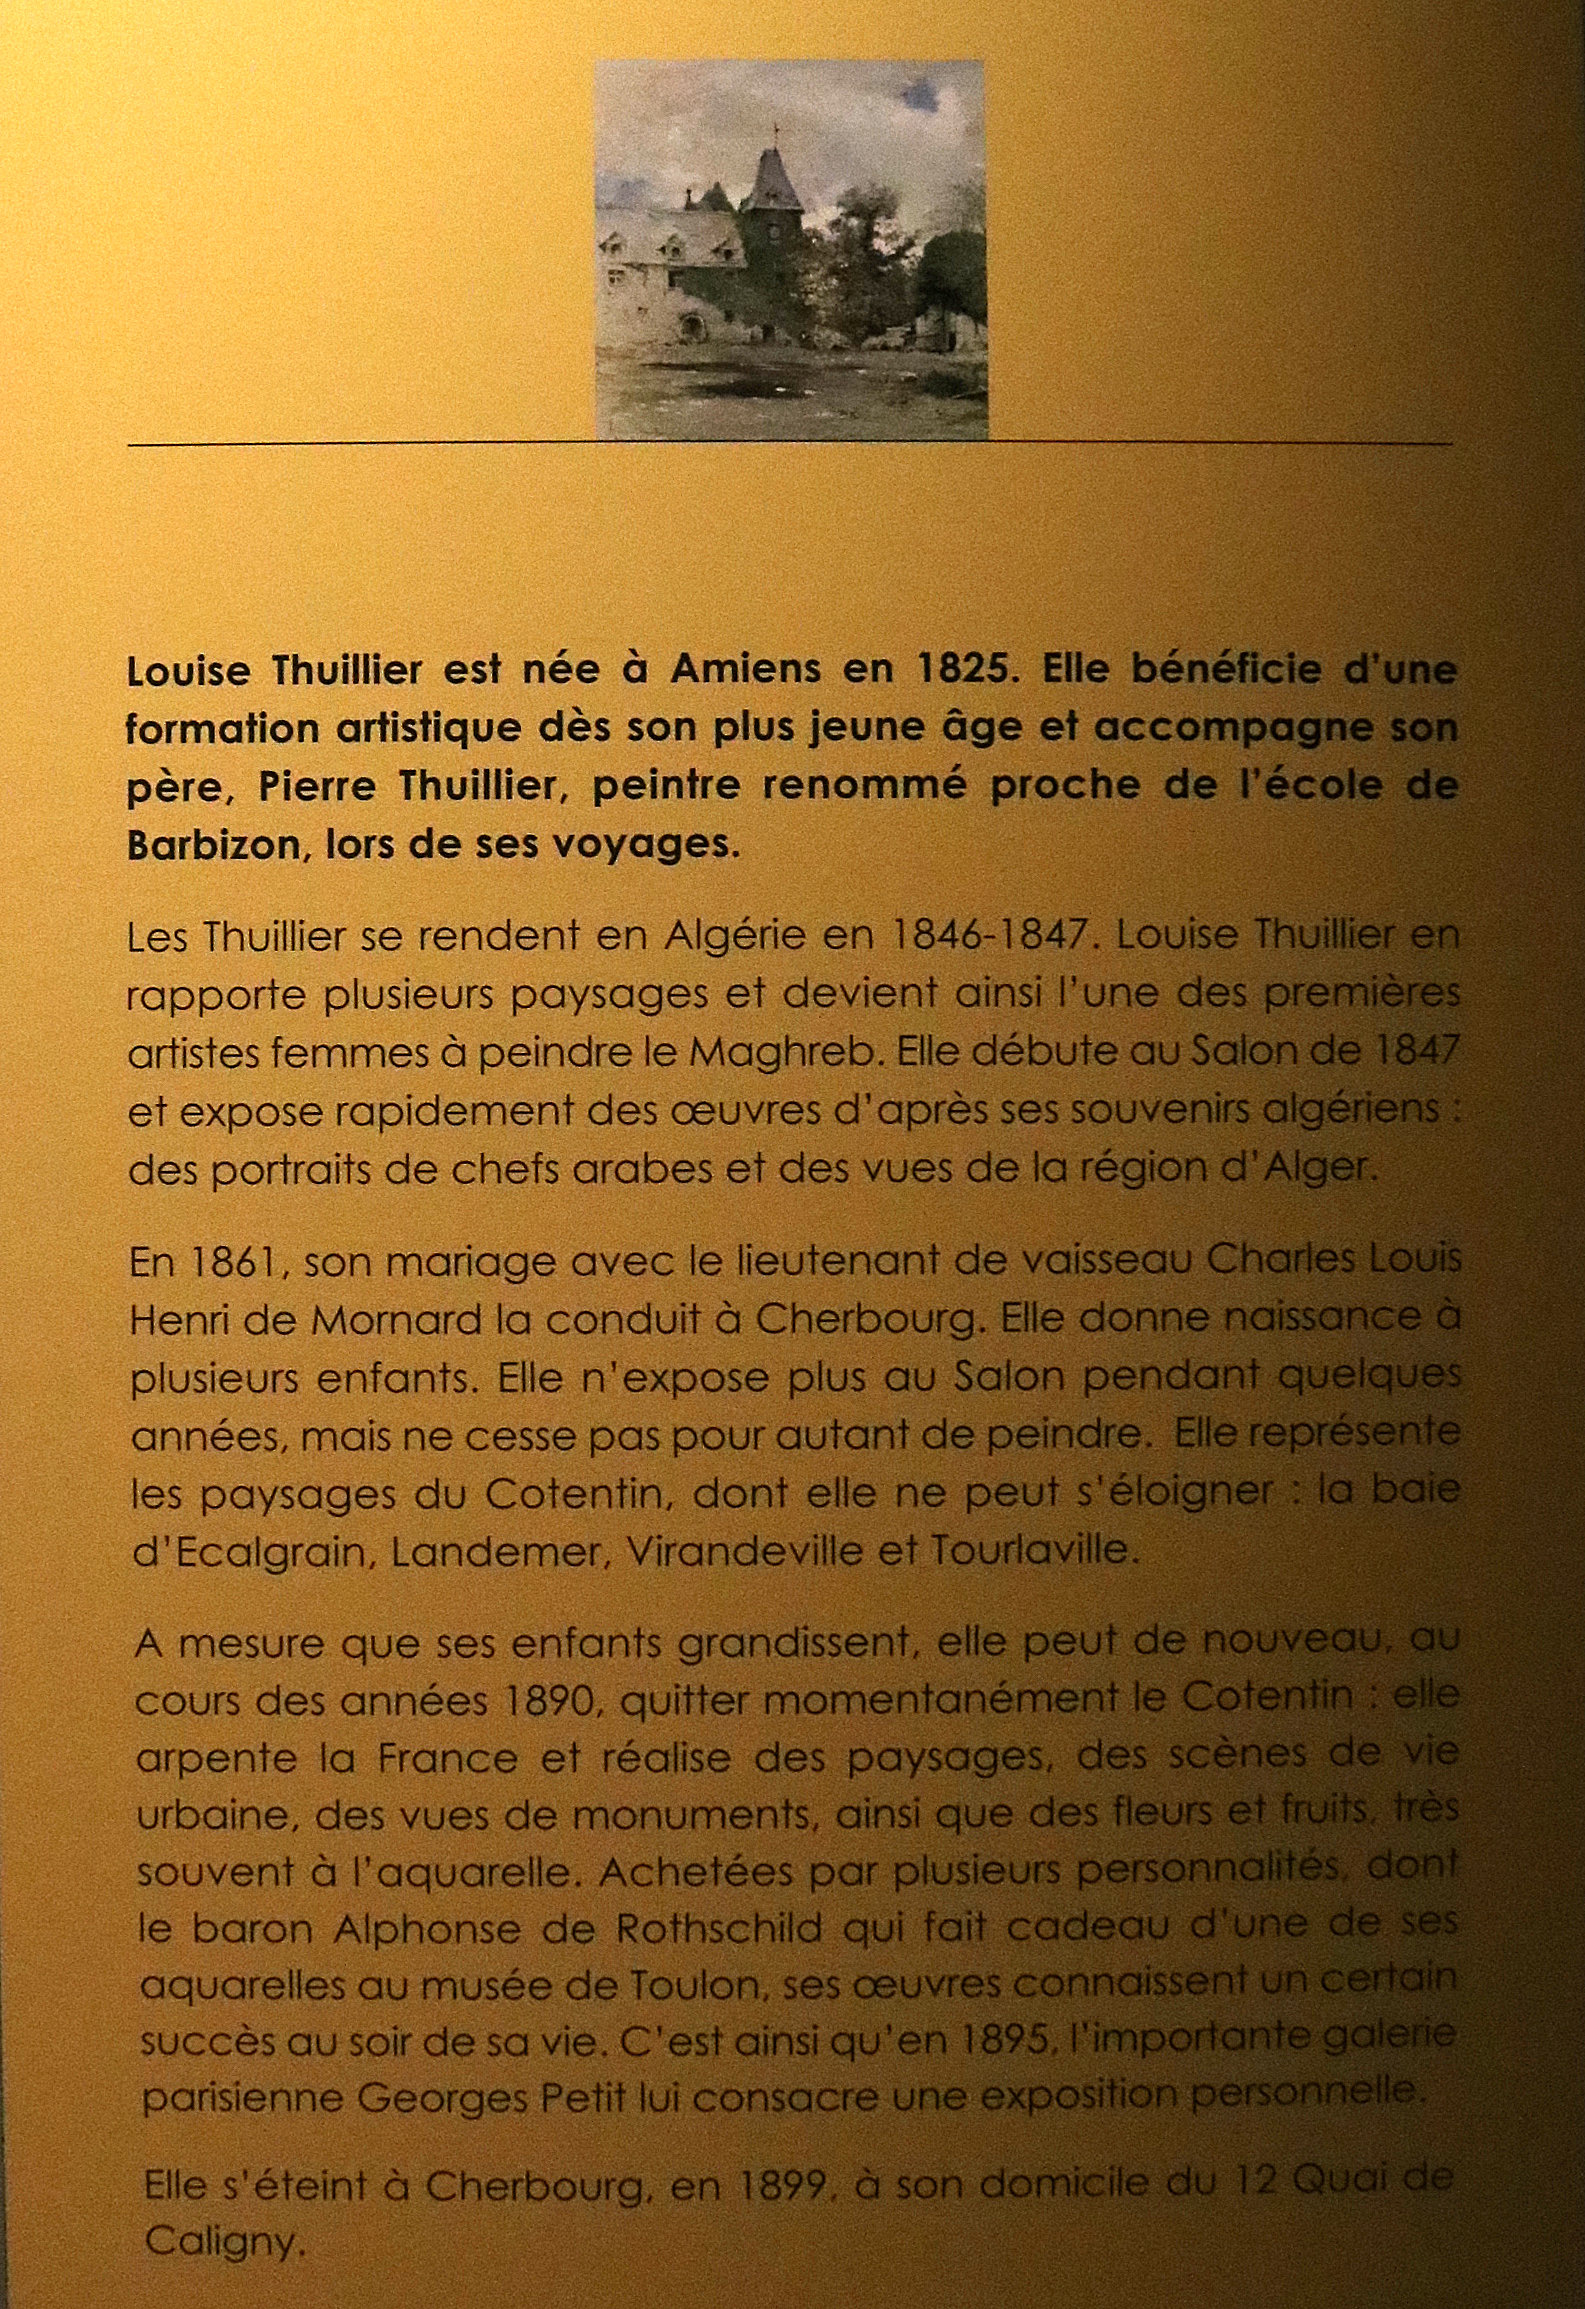 Louise Thuillier est née à Amiens en 1825. Elle bénéficie d'une
formation artistique dès son plus jeune âge et accompagne son
père, Pierre Thuillier, peintre renommé proche de l'école de
Barbizon, lors de ses voyages.
Les Thuillier se rendent en Algérie en 1846-1847. Louise Thuillier en
rapporte plusieurs paysages et devient ainsi l'une des premières
artistes femmes à peindre le Maghreb. Elle débute au Salon de 1847
et expose rapidement des œuvres d'après ses souvenirs algériens :
des portraits de chefs arabes et des vues de la région d'Alger.
En 1861, son mariage avec le lieutenant de vaisseau Charles Louis
Henri de Mornard la conduit à Cherbourg. Elle donne naissance à
plusieurs enfants. Elle n'expose plus au Salon pendant quelques
années, mais ne cesse pas pour autant de peindre. Elle représente
les paysages du Cotentin, dont elle ne peut s'éloigner : la baie
d'Ecalgrain, Landemer, Virandeville et Tourlaville.
A mesure que ses enfants grandissent, elle peut de nouveau, au
cours des années 1890, quitter momentanément le Cotentin : elle
arpente la France et réalise des paysages, des scènes de vie
urbaine, des vues de monuments, ainsi que des fleurs et fruits, très
souvent à l'aquarelle. Achetées par plusieurs personnalités, dont
le baron Alphonse de Rothschild qui fait cadeau d'une de ses
aquarelles au musée de Toulon, ses œuvres connaissent un certain
succès au soir de sa vie. C'est ainsi qu'en 1895, l'importante galerie
parisienne Georges Petit lui consacre une exposition personnelle.
Elle s'éteint à Cherbourg, en 1899, à son domicile du 12 Quai de
Caligny.